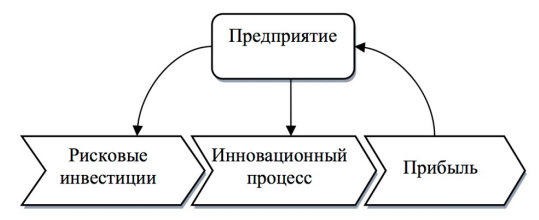 Предприятие
Рисковые
инвестиции
Инновационный
процесс
Прибыль